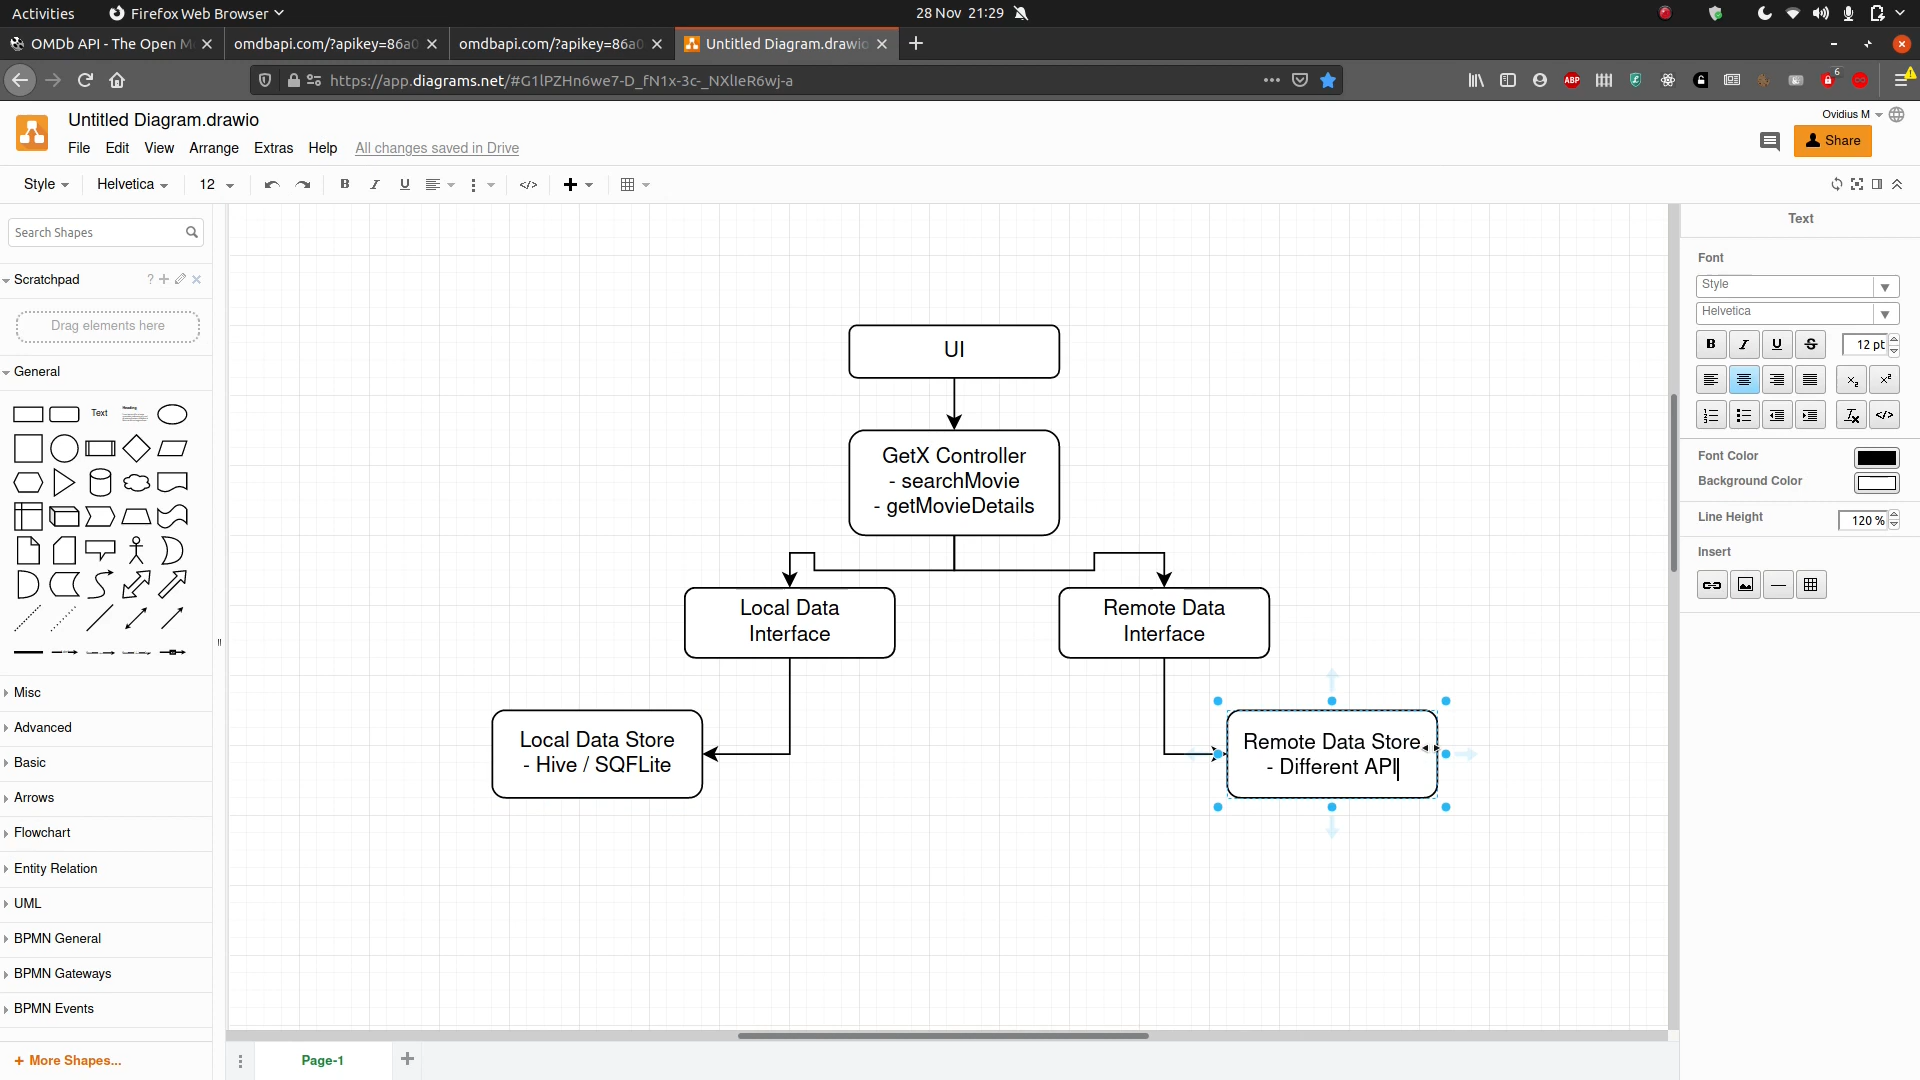 Activities
Firefox Web Browser
28 Nov 21:29
OMDb API - The Open M
omdbapi.com/?apikey=86a0
omdbapi.com/?apikey=86a0
Untitled Diagram.drawio
https://app.diagrams.net/#G1lPZHn6we7-D_fN1x-3c-_NXlIeR6wj-a
ABP
6
Untitled Diagram.drawio
Ovidius M
File Edit View Arrange Extras Help All changes saved in Drive
Share
Style Helvetica 12 B I U </>
Search Shapes
Scratchpad
?
Drag elements here
General
Text
Heading
Misc
Advanced
Basic
Arrows
Flowchart
Entity Relation
UML
BPMN General
BPMN Gateways
BPMN Events
+ More Shapes...
UI
GetX Controller
- searchMovie
- getMovieDetails
Local Data
Interface
Remote Data
Interface
Local Data Store
- Hive / SQFLite
Remote Data Store
- Different API
Page-1
Text
Font
Style
Helvetica
B I U S 12 pt
Font Color
Background Color
Line Height 120 %
Insert